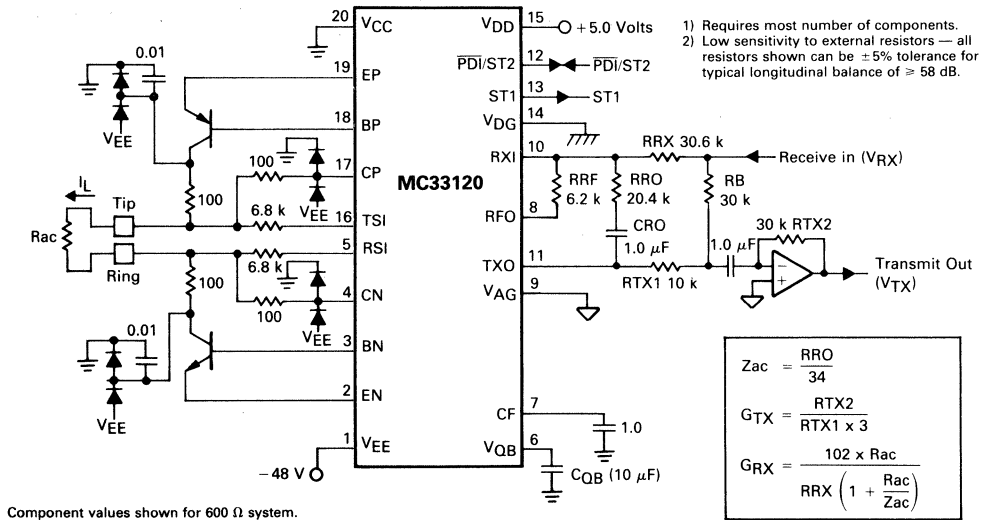 20
VCC
VDD
15
+5.0 Volts
1) Requires most number of components.
2) Low sensitivity to external resistors — all
resistors shown can be ±5% tolerance for
typical longitudinal balance of ≥ 58 dB.
0.01
19
EP
PDI/ST2
12
PDI/ST2
ST1
13
ST1
VEE
18
BP
VDG
14
100
17
CP
RXI
10
RRX 30.6 k
Receive in (VRX)
MC33120
IL
Tip
100
VEE
RRF
6.2 k
RRO
20.4 k
RB
30 k
6.8 k
16
TSI
RFO
8
Rac
CRO
1.0 μF
1.0 μF
30 k RTX2
5
RSI
TXO
11
−
+
Transmit Out
(VTX)
Ring
6.8 k
RTX1 10 k
100
4
CN
VAG
9
100
0.01
VEE
3
BN
VEE
2
EN
CF
7
1.0
1
VEE
VQB
6
−48 V
CQB (10 μF)
Zac = RRO
34
GTX = RTX2
RTX1 x 3
GRX = 102 x Rac
RRX (1 + Rac
Zac)
Component values shown for 600 Ω system.